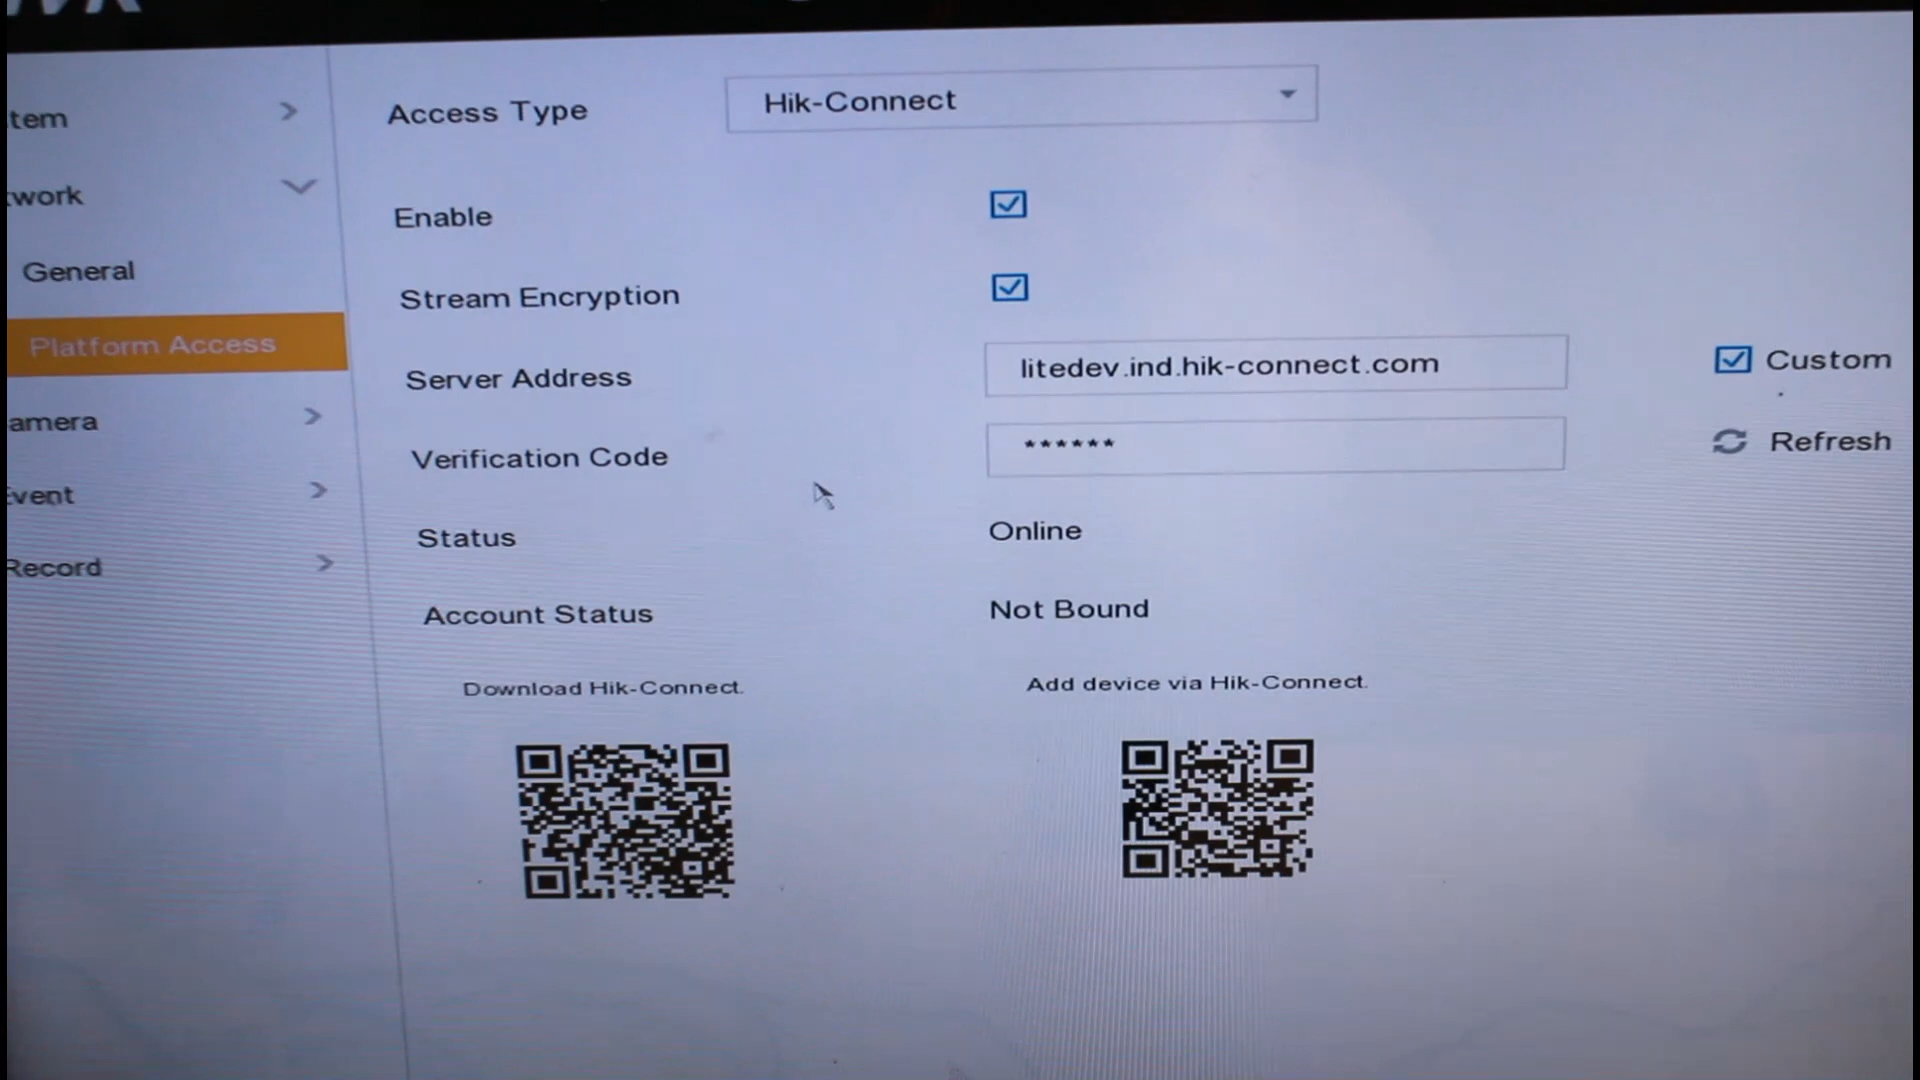 tem
Access Type
Hik-Connect
work
Enable
General
Stream Encryption
Platform Access
Server Address
litedev.ind.hik-connect.com
Custom
amera
Verification Code
******
Refresh
vent
Status
Online
Record
Account Status
Not Bound
Download Hik-Connect.
Add device via Hik-Connect.